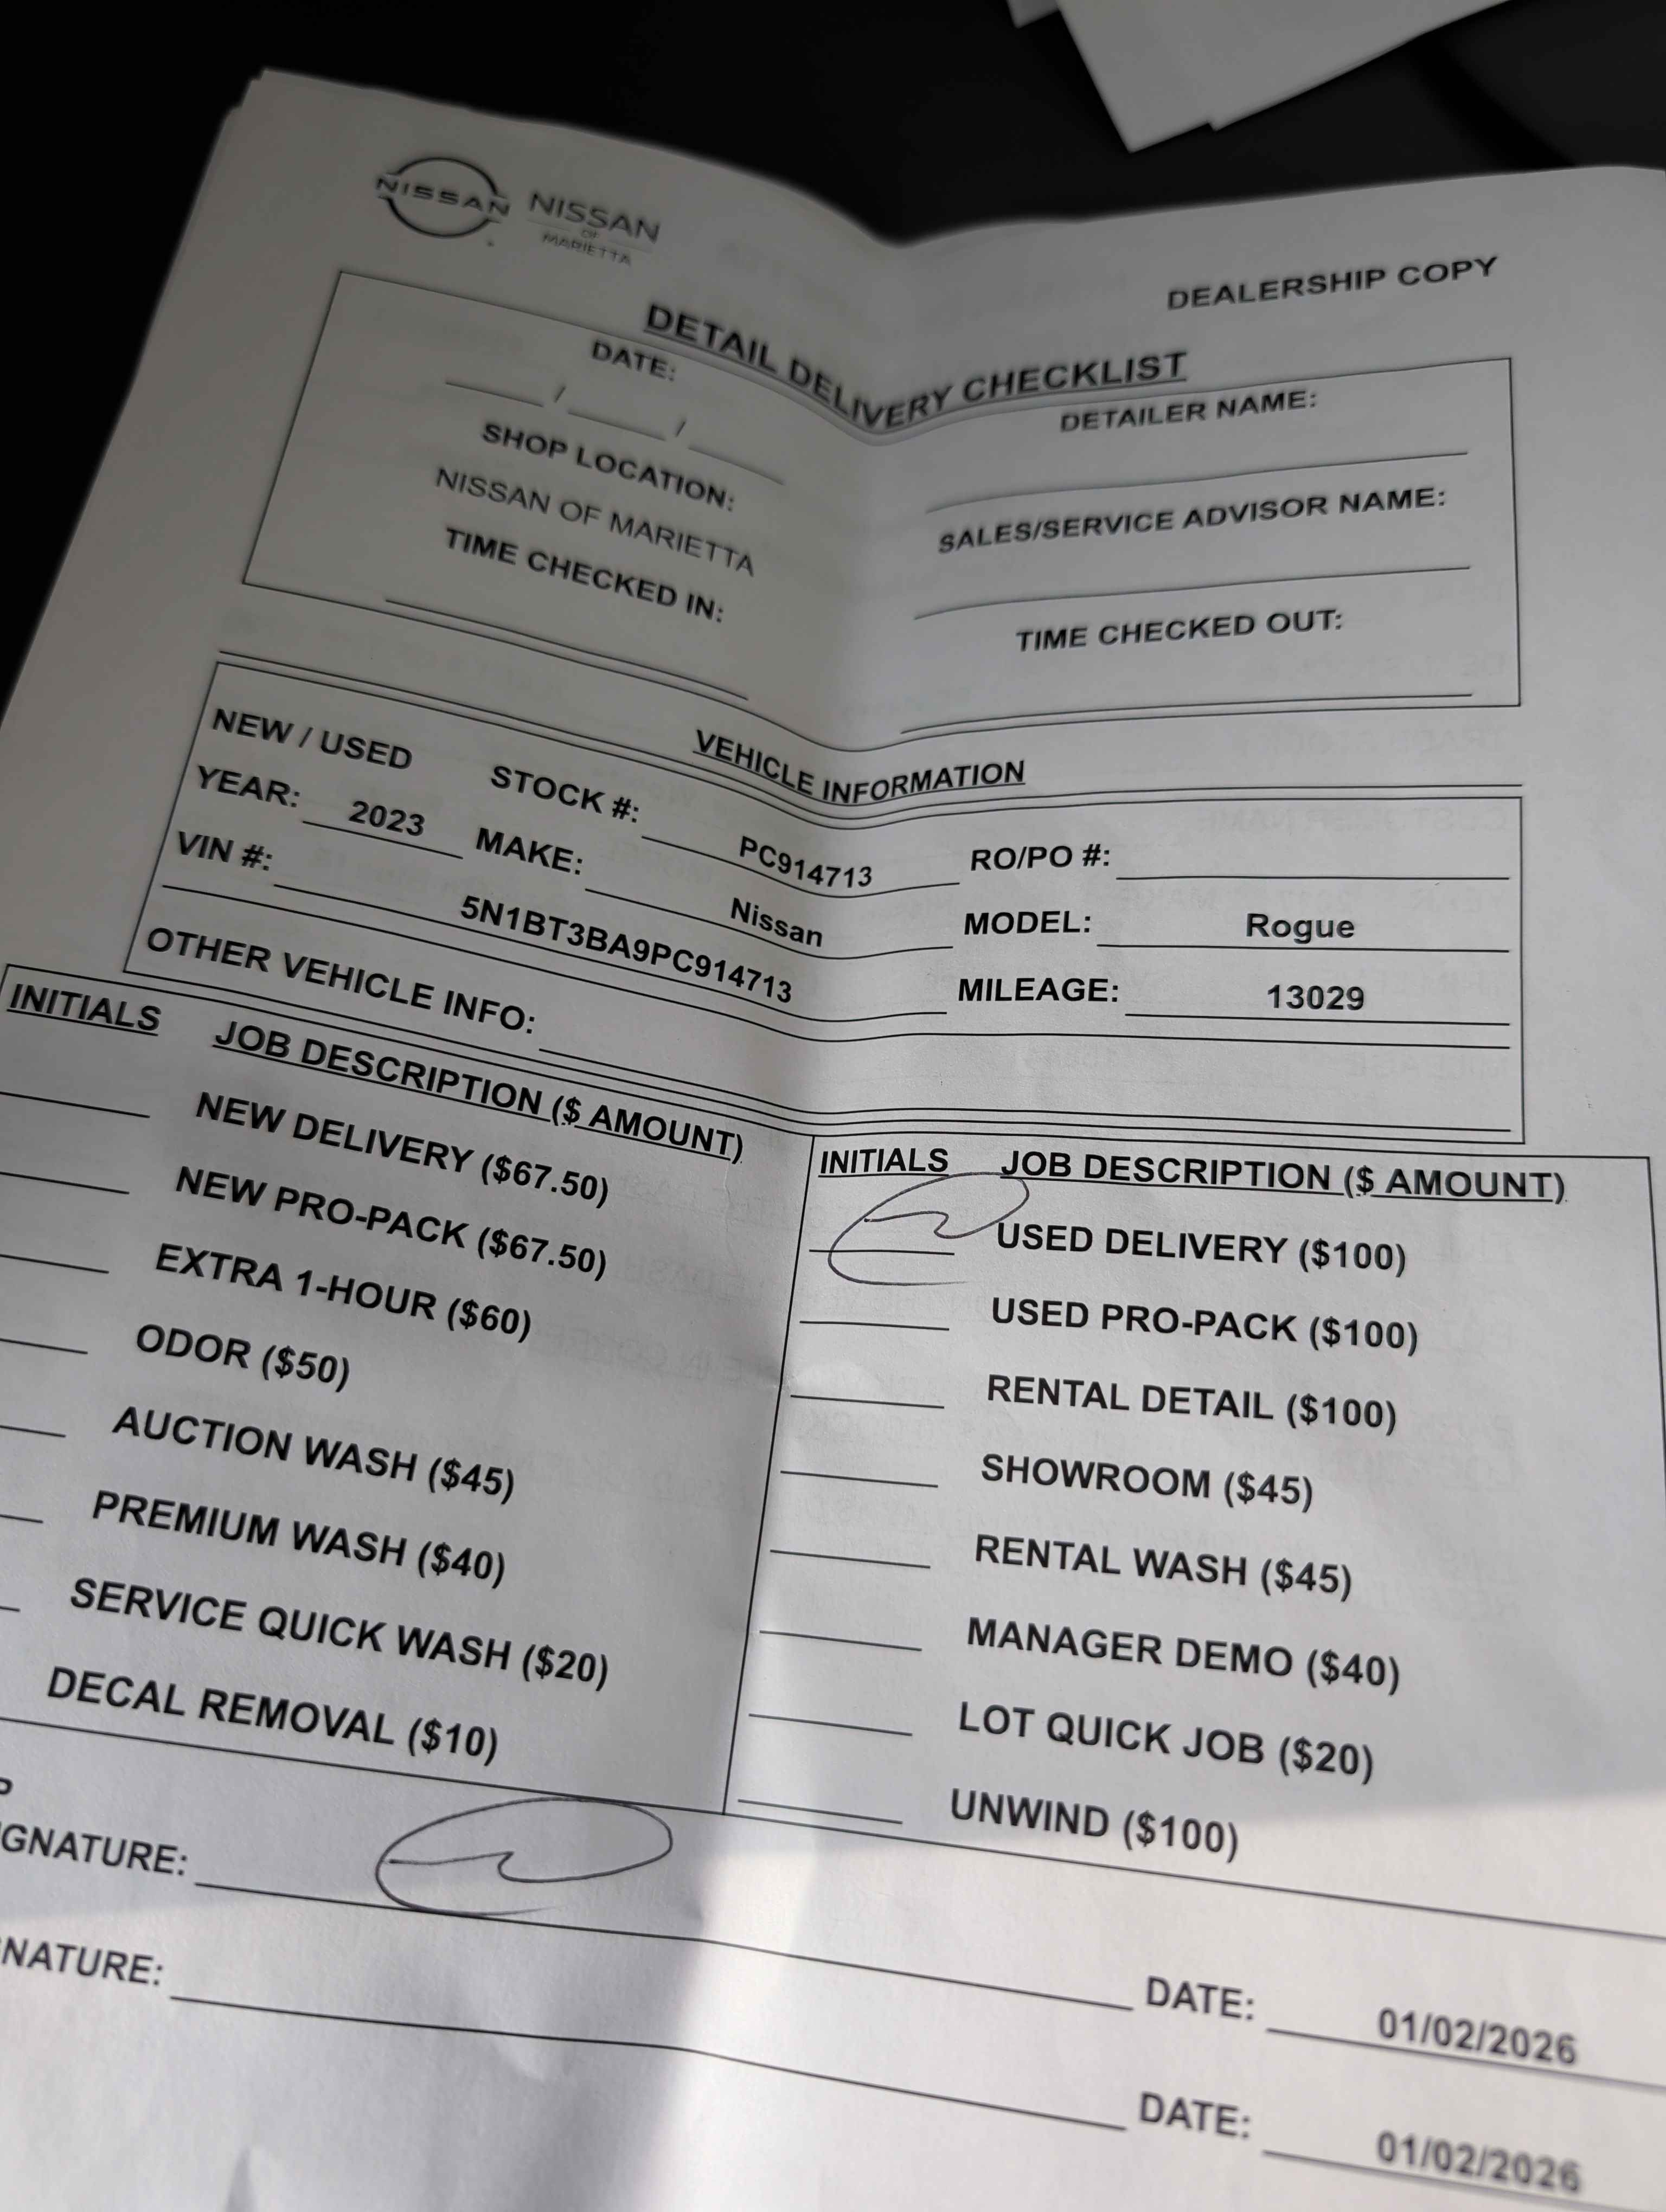 NISSAN
NISSAN
OF
MARIETTA
DEALERSHIP COPY
DETAIL DELIVERY CHECKLIST
DATE:
/ /
SHOP LOCATION:
NISSAN OF MARIETTA
TIME CHECKED IN:
DETAILER NAME:
SALES/SERVICE ADVISOR NAME:
TIME CHECKED OUT:
VEHICLE INFORMATION
NEW / USED STOCK #: PC914713 RO/PO #:
YEAR: 2023 MAKE: Nissan MODEL: Rogue
VIN #: 5N1BT3BA9PC914713 MILEAGE: 13029
OTHER VEHICLE INFO:
INITIALS JOB DESCRIPTION ($ AMOUNT)
NEW DELIVERY ($67.50)
NEW PRO-PACK ($67.50)
EXTRA 1-HOUR ($60)
ODOR ($50)
AUCTION WASH ($45)
PREMIUM WASH ($40)
SERVICE QUICK WASH ($20)
DECAL REMOVAL ($10)
INITIALS JOB DESCRIPTION ($ AMOUNT)
USED DELIVERY ($100)
USED PRO-PACK ($100)
RENTAL DETAIL ($100)
SHOWROOM ($45)
RENTAL WASH ($45)
MANAGER DEMO ($40)
LOT QUICK JOB ($20)
UNWIND ($100)
P
IGNATURE: DATE: 01/02/2026
NATURE: DATE: 01/02/2026